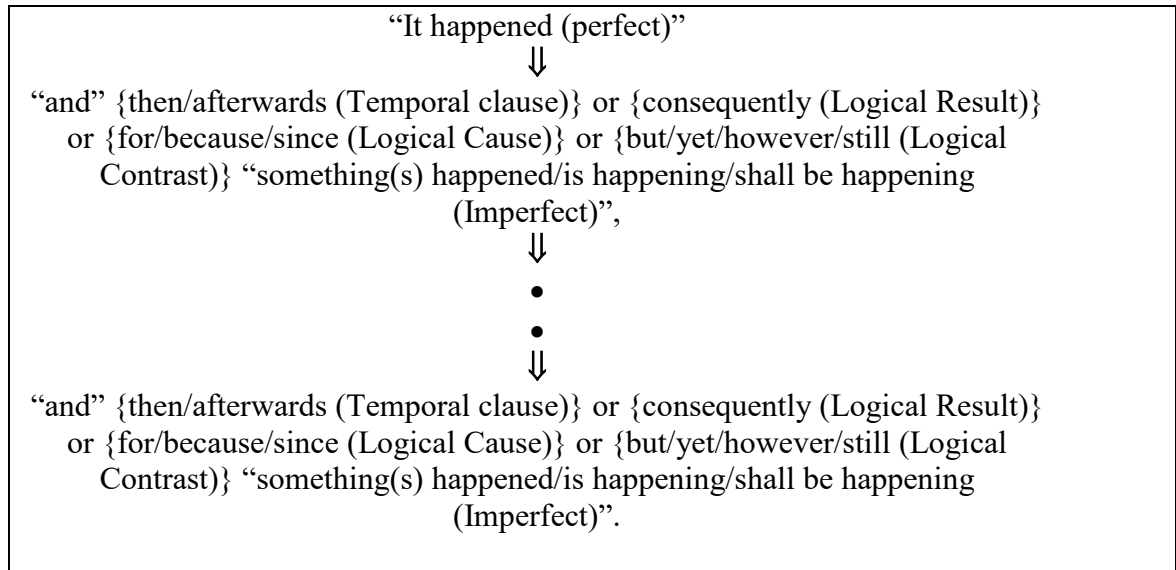 “It happened (perfect)”
⇓
“and” {then/afterwards (Temporal clause)} or {consequently (Logical Result)}
or {for/because/since (Logical Cause)} or {but/yet/however/still (Logical
Contrast)} “something(s) happened/is happening/shall be happening
(Imperfect)”,
⇓
•
•
⇓
“and” {then/afterwards (Temporal clause)} or {consequently (Logical Result)}
or {for/because/since (Logical Cause)} or {but/yet/however/still (Logical
Contrast)} “something(s) happened/is happening/shall be happening
(Imperfect)”.